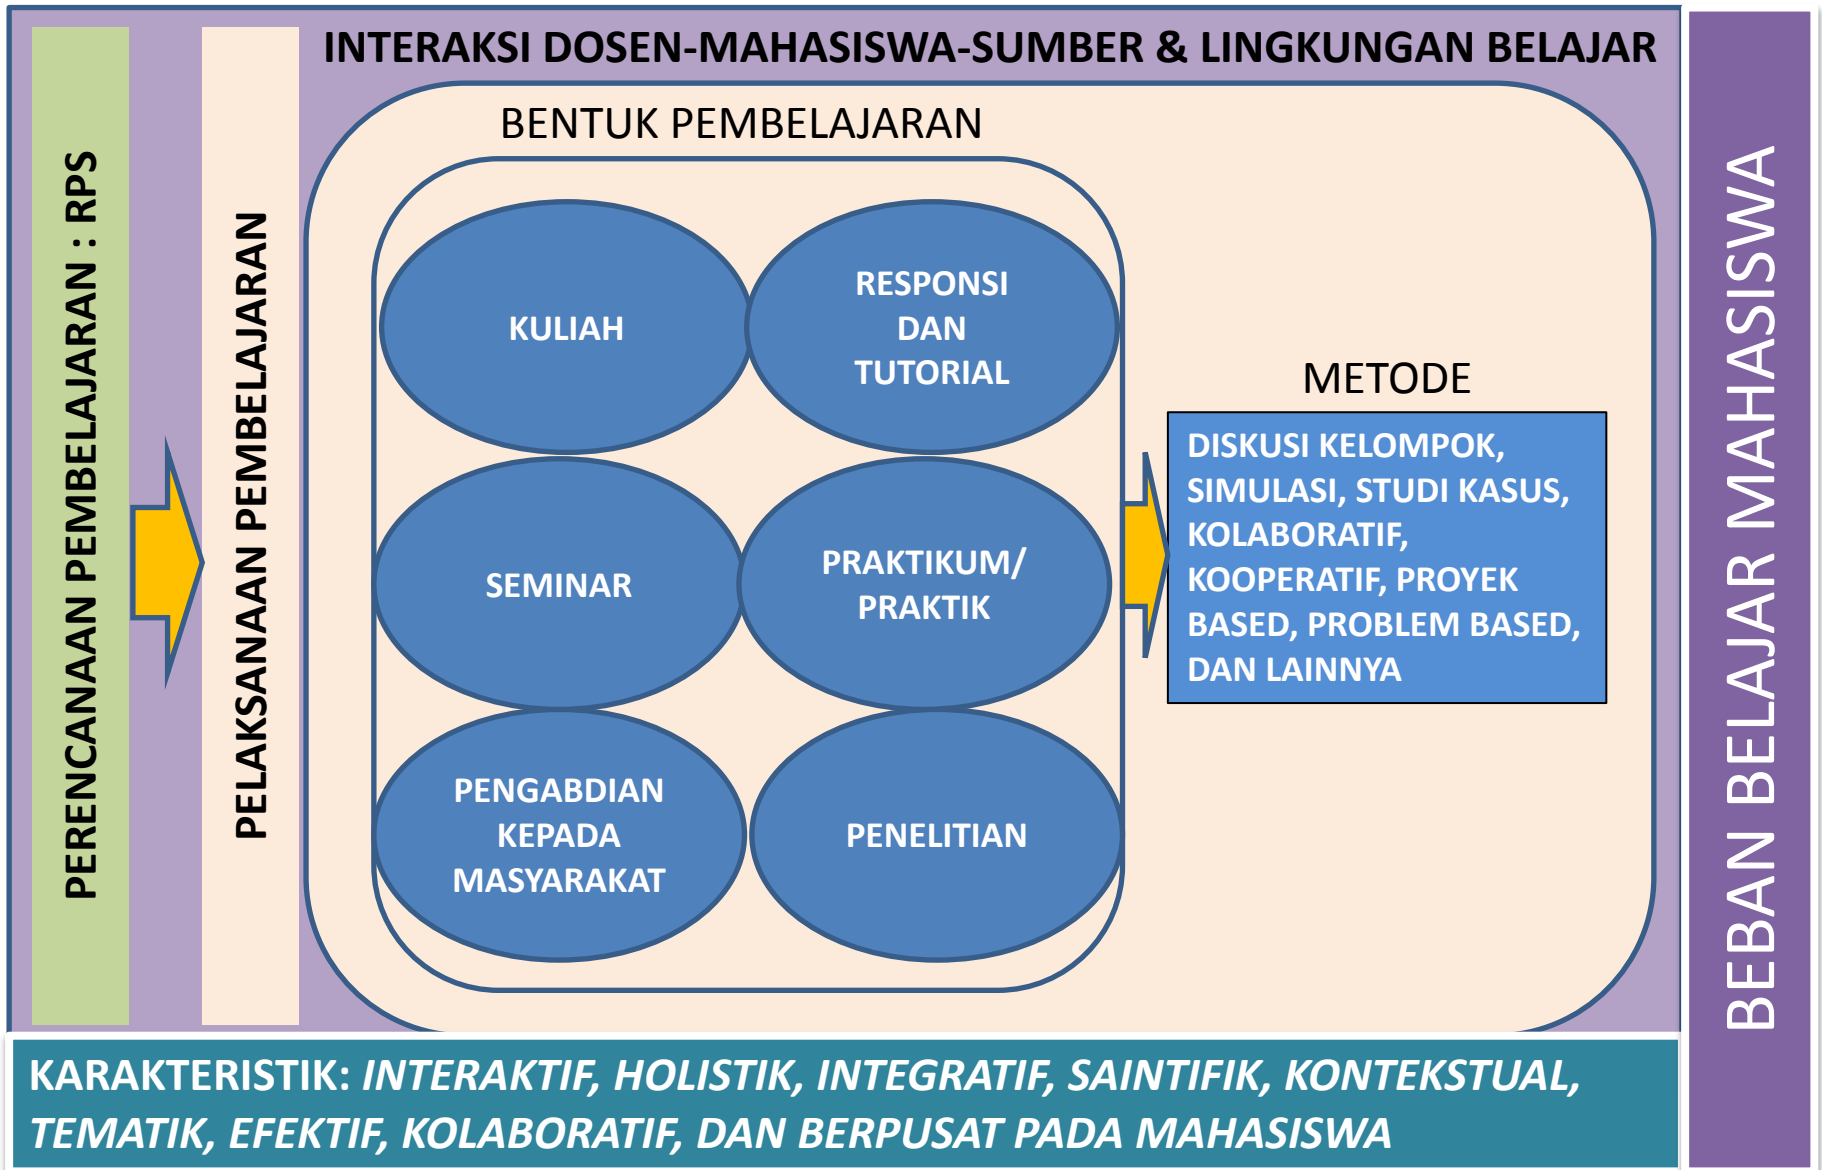 PERENCANAAN PEMBELAJARAN : RPS
PELAKSANAAN PEMBELAJARAN
INTERAKSI DOSEN-MAHASISWA-SUMBER & LINGKUNGAN BELAJAR
BENTUK PEMBELAJARAN
KULIAH
RESPONSI
DAN
TUTORIAL
SEMINAR
PRAKTIKUM/
PRAKTIK
PENGABDIAN
KEPADA
MASYARAKAT
PENELITIAN
METODE
DISKUSI KELOMPOK,
SIMULASI, STUDI KASUS,
KOLABORATIF,
KOOPERATIF, PROYEK
BASED, PROBLEM BASED,
DAN LAINNYA
BEBAN BELAJAR MAHASISWA
KARAKTERISTIK: INTERAKTIF, HOLISTIK, INTEGRATIF, SAINTIFIK, KONTEKSTUAL,
TEMATIK, EFEKTIF, KOLABORATIF, DAN BERPUSAT PADA MAHASISWA